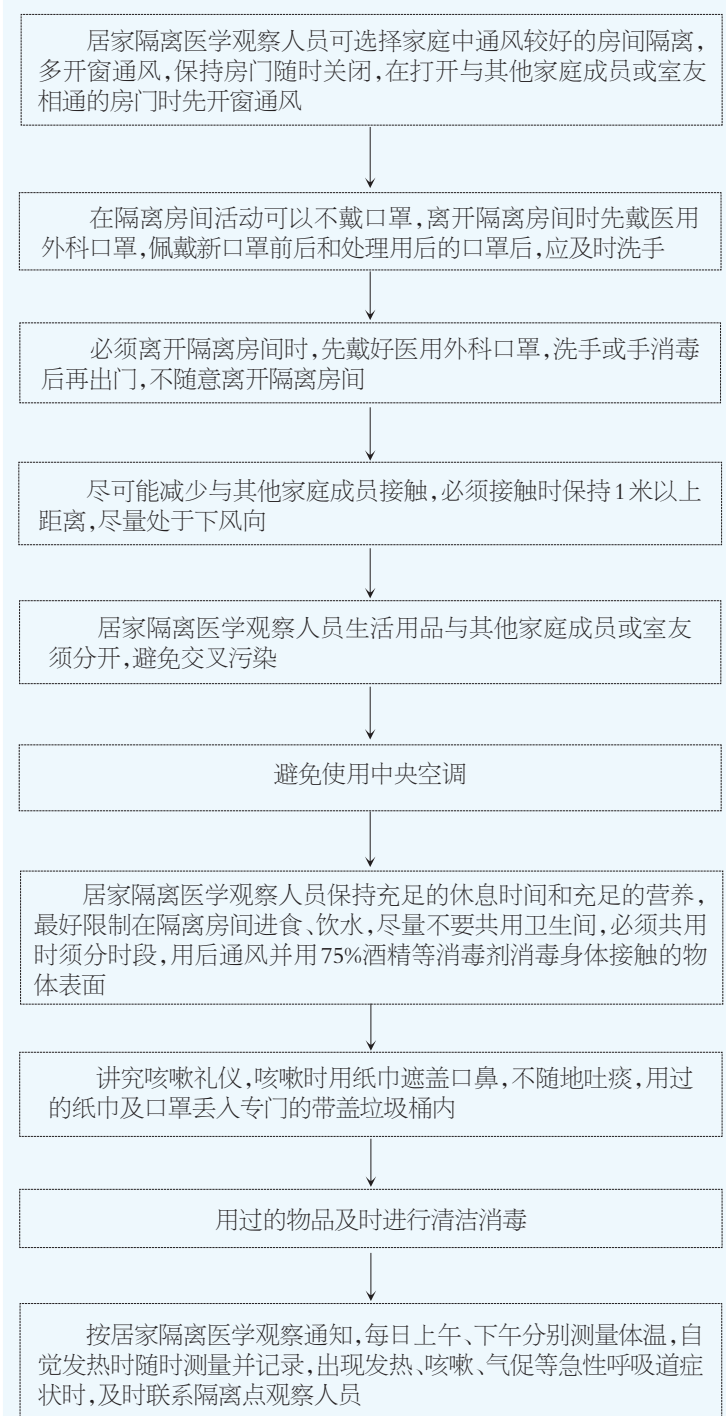 居家隔离医学观察人员可选择家庭中通风较好的房间隔离,
多开窗通风,保持房门随时关闭,在打开与其他家庭成员或室友
相通的房门时先开窗通风
在隔离房间活动可以不戴口罩,离开隔离房间时先戴医用
外科口罩,佩戴新口罩前后和处理用后的口罩后,应及时洗手
必须离开隔离房间时,先戴好医用外科口罩,洗手或手消毒
后再出门,不随意离开隔离房间
尽可能减少与其他家庭成员接触,必须接触时保持1米以上
距离,尽量处于下风向
居家隔离医学观察人员生活用品与其他家庭成员或室友
须分开,避免交叉污染
避免使用中央空调
居家隔离医学观察人员保持充足的休息时间和充足的营养,
最好限制在隔离房间进食、饮水,尽量不要共用卫生间,必须共用
时须分时段,用后通风并用75%酒精等消毒剂消毒身体接触的物
体表面
讲究咳嗽礼仪,咳嗽时用纸巾遮盖口鼻,不随地吐痰,用过
的纸巾及口罩丢入专门的带盖垃圾桶内
用过的物品及时进行清洁消毒
按居家隔离医学观察通知,每日上午、下午分别测量体温,自
觉发热时随时测量并记录,出现发热、咳嗽、气促等急性呼吸道症
状时,及时联系隔离点观察人员